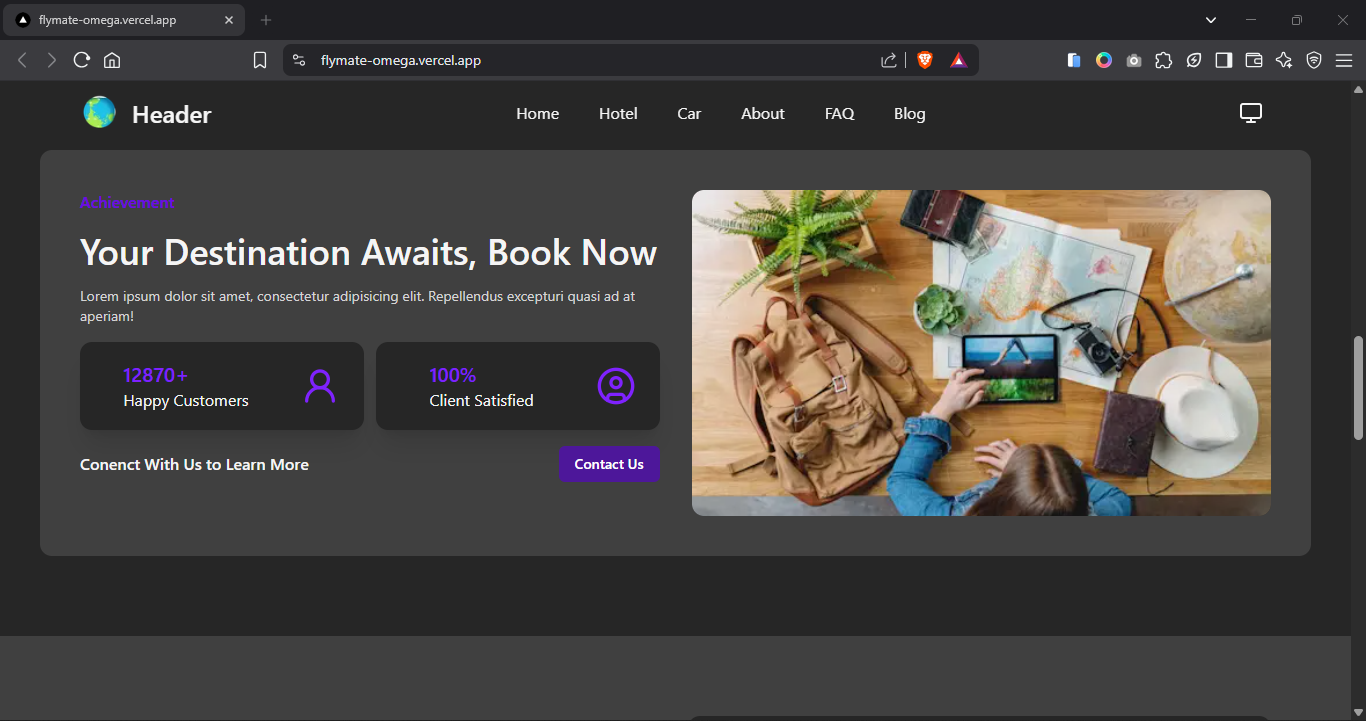 flymate-omega.vercel.app
flymate-omega.vercel.app
Header
Home
Hotel
Car
About
FAQ
Blog
Achievement
Your Destination Awaits, Book Now
Lorem ipsum dolor sit amet, consectetur adipisicing elit. Repellendus excepturi quasi ad at
aperiam!
12870+
Happy Customers
100%
Client Satisfied
Conenct With Us to Learn More
Contact Us